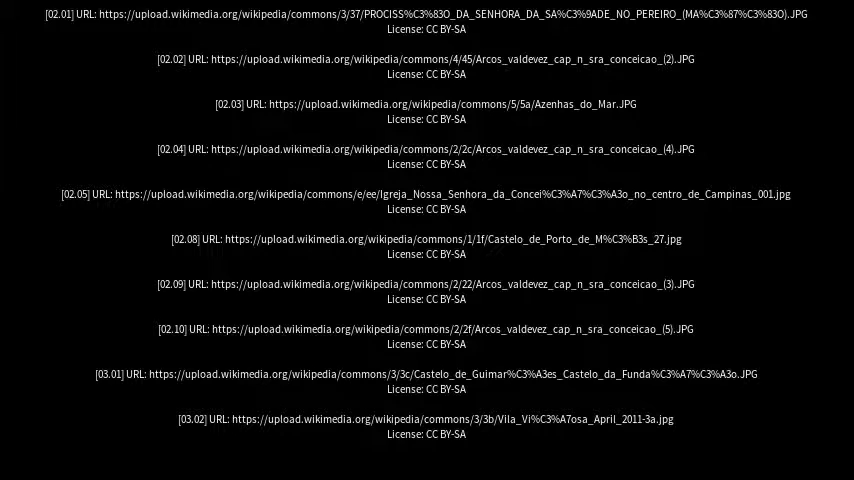 [02.01] URL: https://upload.wikimedia.org/wikipedia/commons/3/37/PROCISS%C3%83O_DA_SENHORA_DA_SA%C3%9ADE_NO_PEREIRO_(MA%C3%87%C3%83O).JPG
License: CC BY-SA
[02.02] URL: https://upload.wikimedia.org/wikipedia/commons/4/45/Arcos_valdevez_cap_n_sra_conceicao_(2).JPG
License: CC BY-SA
[02.03] URL: https://upload.wikimedia.org/wikipedia/commons/5/5a/Azenhas_do_Mar.JPG
License: CC BY-SA
[02.04] URL: https://upload.wikimedia.org/wikipedia/commons/2/2c/Arcos_valdevez_cap_n_sra_conceicao_(4).JPG
License: CC BY-SA
[02.05] URL: https://upload.wikimedia.org/wikipedia/commons/e/ee/Igreja_Nossa_Senhora_da_Concei%C3%A7%C3%A3o_no_centro_de_Campinas_001.jpg
License: CC BY-SA
[02.08] URL: https://upload.wikimedia.org/wikipedia/commons/1/1f/Castelo_de_Porto_de_M%C3%B3s_27.jpg
License: CC BY-SA
[02.09] URL: https://upload.wikimedia.org/wikipedia/commons/2/22/Arcos_valdevez_cap_n_sra_conceicao_(3).JPG
License: CC BY-SA
[02.10] URL: https://upload.wikimedia.org/wikipedia/commons/2/2f/Arcos_valdevez_cap_n_sra_conceicao_(5).JPG
License: CC BY-SA
[03.01] URL: https://upload.wikimedia.org/wikipedia/commons/3/3c/Castelo_de_Guimar%C3%A3es_Castelo_da_Funda%C3%A7%C3%A3o.JPG
License: CC BY-SA
[03.02] URL: https://upload.wikimedia.org/wikipedia/commons/3/3b/Vila_Vi%C3%A7osa_April_2011-3a.jpg
License: CC BY-SA